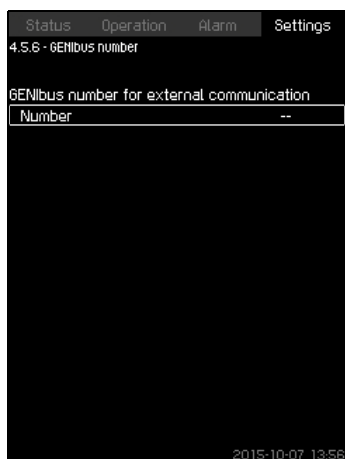 Status Operation Alarm Settings
4.5.6 - GENIbus number
GENIbus number for external communication
Number --
2015-10-07 13:56